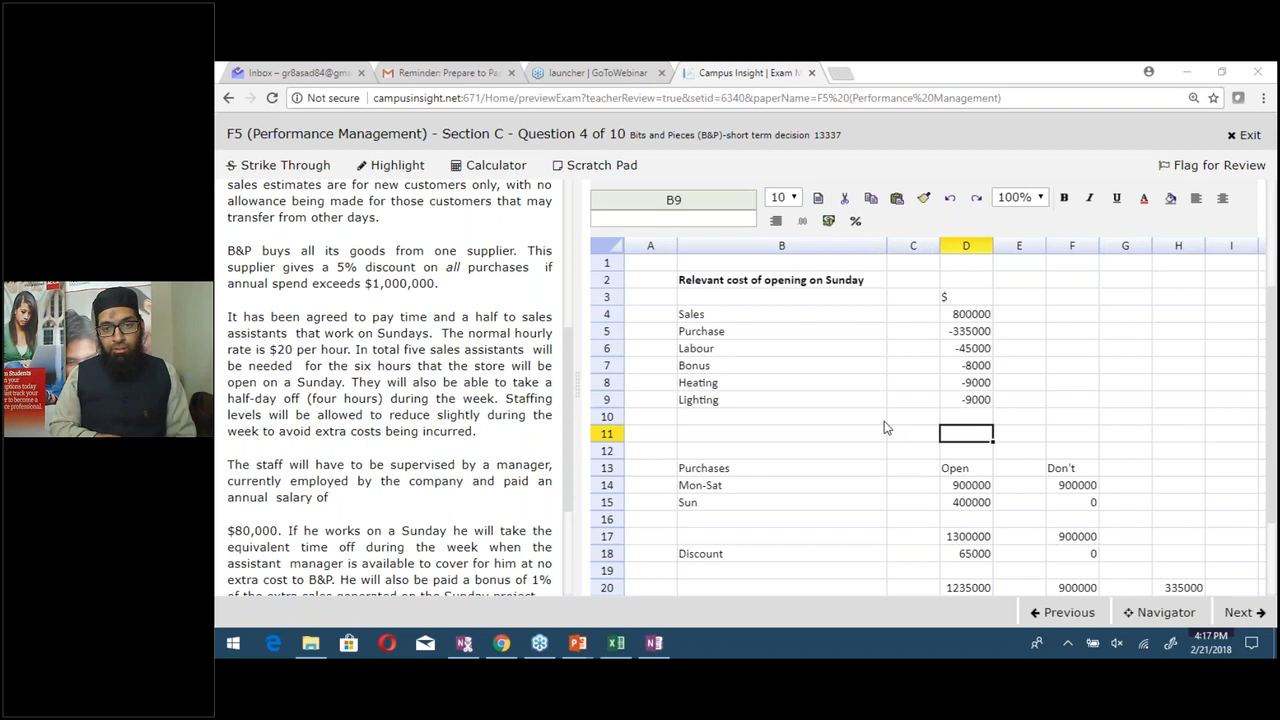 Inbox – gr8asad84@gm
Reminder: Prepare to Pa
launcher | GoToWebinar
Campus Insight | Exam M
Not secure
campusinsight.net:671/Home/previewExam?teacherReview=true&setid=6340&paperName=F5%20(Performance%20Management)
F5 (Performance Management) - Section C - Question 4 of 10 Bits and Pieces (B&P)-short term decision 13337
Exit
Strike Through Highlight Calculator Scratch Pad Flag for Review
sales estimates are for new customers only, with no
allowance being made for those customers that may
transfer from other days.
B&P buys all its goods from one supplier. This
supplier gives a 5% discount on all purchases if
annual spend exceeds $1,000,000.
It has been agreed to pay time and a half to sales
assistants that work on Sundays. The normal hourly
rate is $20 per hour. In total five sales assistants will
be needed for the six hours that the store will be
open on a Sunday. They will also be able to take a
half-day off (four hours) during the week. Staffing
levels will be allowed to reduce slightly during the
week to avoid extra costs being incurred.
The staff will have to be supervised by a manager,
currently employed by the company and paid an
annual salary of
$80,000. If he works on a Sunday he will take the
equivalent time off during the week when the
assistant manager is available to cover for him at no
extra cost to B&P. He will also be paid a bonus of 1%
of the extra sales generated on the Sunday project.
B9
10
100%
B I U A
%
A B C D E F G H I
1
2 Relevant cost of opening on Sunday
3 $
4 Sales 800000
5 Purchase -335000
6 Labour -45000
7 Bonus -8000
8 Heating -9000
9 Lighting -9000
10
11
12
13 Purchases Open Don't
14 Mon-Sat 900000 900000
15 Sun 400000 0
16
17 1300000 900000
18 Discount 65000 0
19
20 1235000 900000 335000
Previous Navigator Next
4:17 PM
2/21/2018